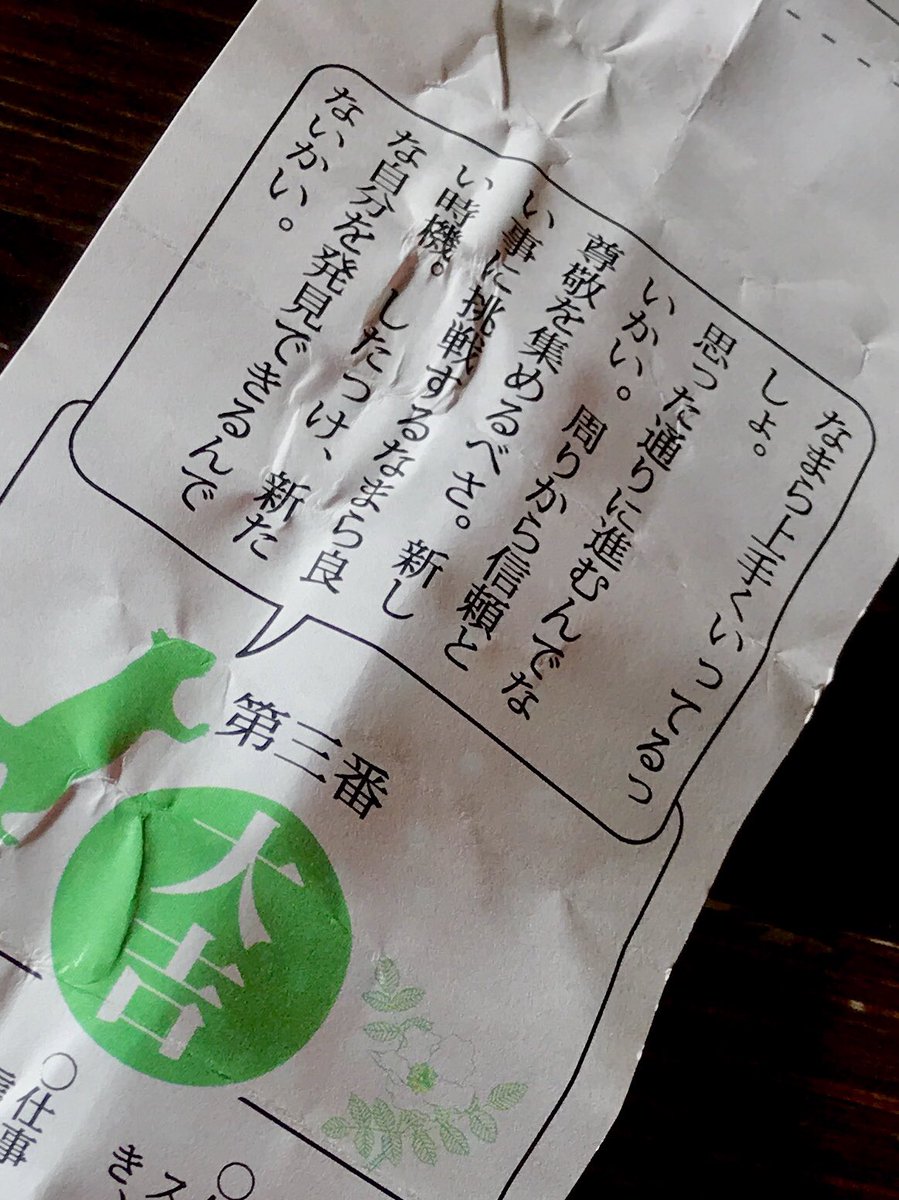 なまら上手くいってるっ
しょ。
思った通りに進むんでな
いかい。周りから信頼と
尊敬を集めるべさ。新し
い事に挑戦するなまら良
い時機。したっけ、新た
な自分を発見できるんで
ないかい。
第三番
大吉
○仕事